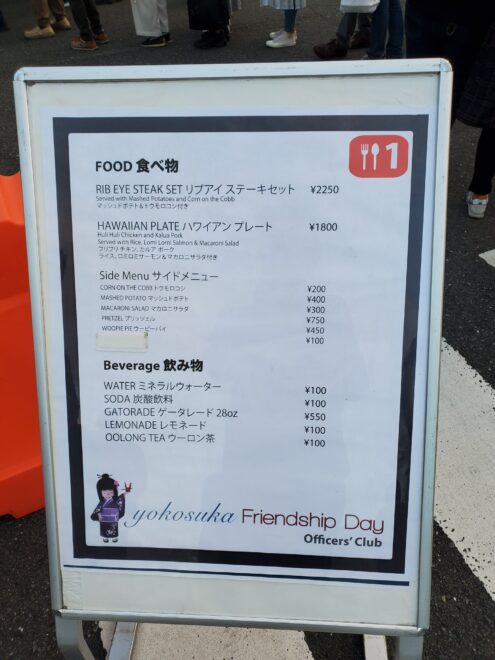 1
FOOD 食べ物
RIB EYE STEAK SET リブアイ ステーキセット ¥2250
Served with Mashed Potatoes and Corn on the Cobb
マッシュドポテト&トウモロコシ付き
HAWAIIAN PLATE ハワイアン プレート ¥1800
Huli Huli Chicken and Kalua Pork
Served with Rice, Lomi Lomi Salmon & Macaroni Salad
フリフリ チキン, カルア ポーク
ライス, ロミロミサーモン&マカロニサラダ付き
Side Menu サイドメニュー
CORN ON THE COBB トウモロコシ ¥200
MASHED POTATO マッシュドポテト ¥400
MACARONI SALAD マカロニサラダ ¥300
PRETZEL プリッツェル ¥750
WOOPIE PIE ウーピーパイ ¥450
¥100
Beverage 飲み物
WATER ミネラルウォーター ¥100
SODA 炭酸飲料 ¥100
GATORADE ゲータレード 28oz ¥550
LEMONADE レモネード ¥100
OOLONG TEA ウーロン茶 ¥100
yokosuka Friendship Day
Officers' Club